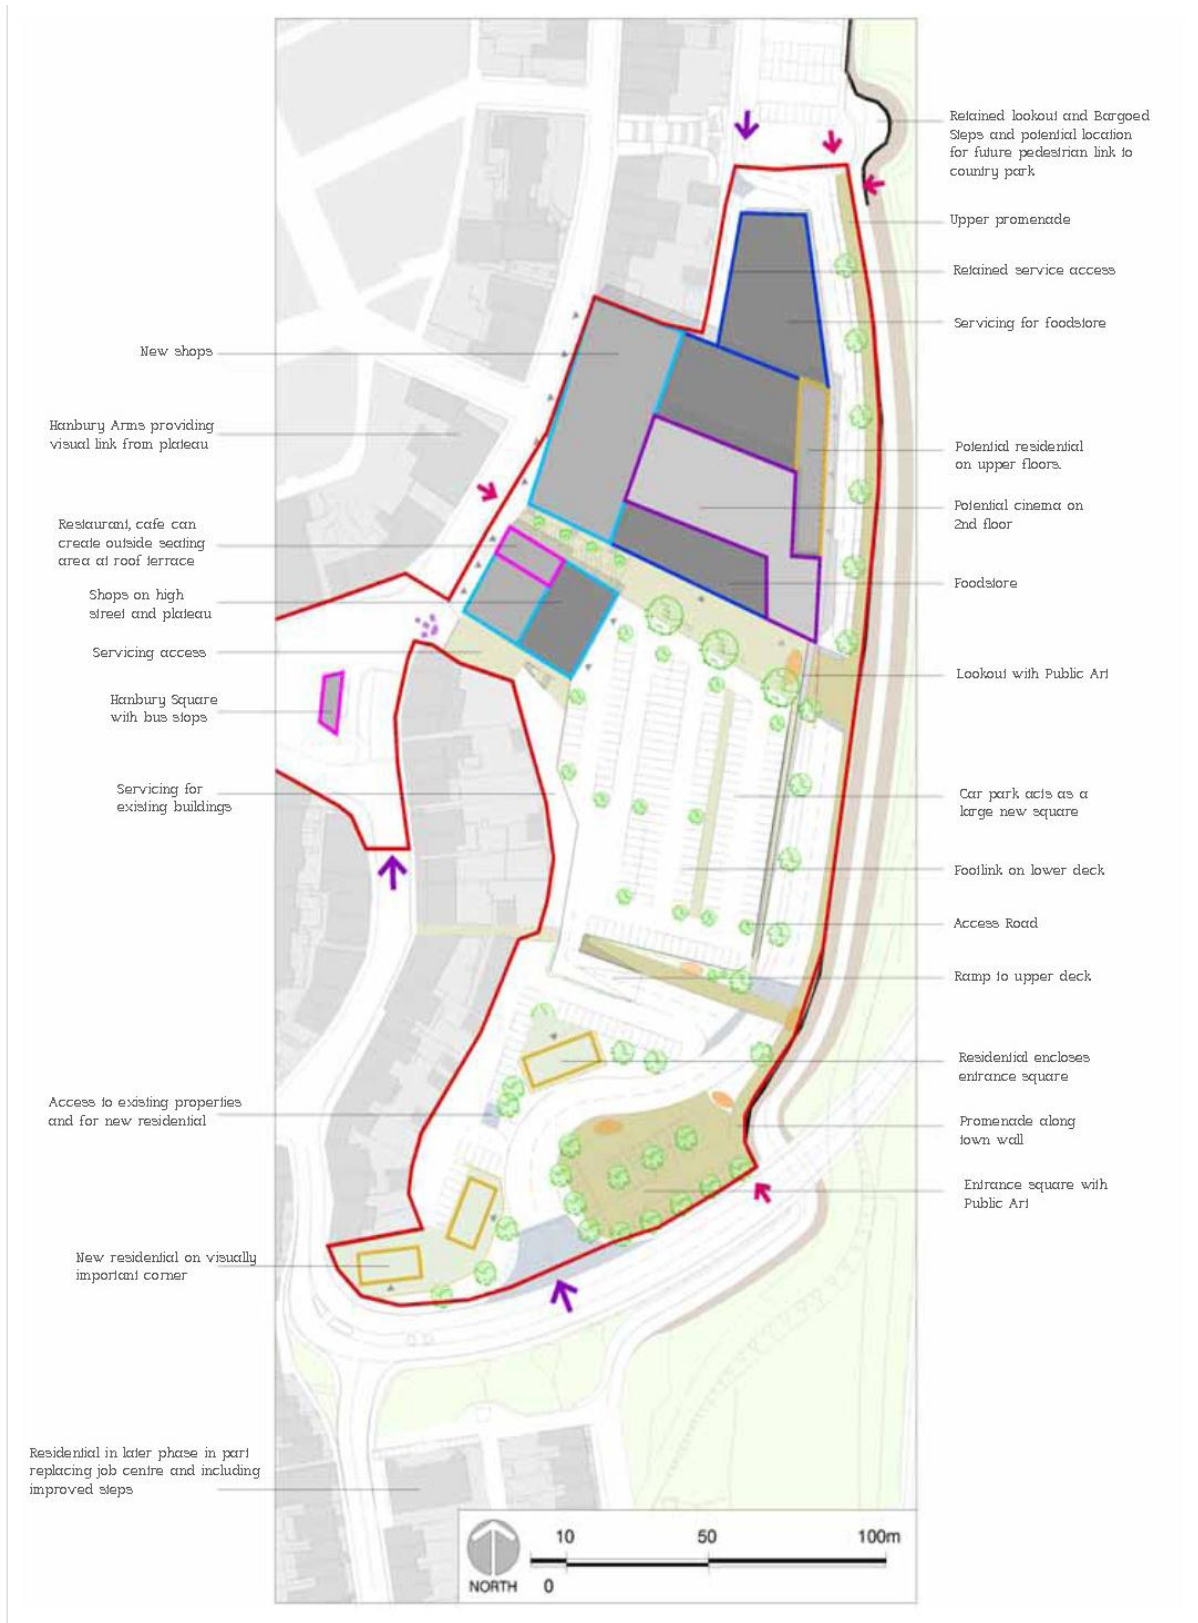 Retained lookout and Bargoed
Steps and potential location
for future pedestrian link to
country park
Upper promenade
Retained service access
Servicing for foodstore
New shops
Hanbury Arms providing
visual link from plateau
Potential residential
on upper floors.
Potential cinema on
2nd floor
Restaurant, cafe can
create outside seating
area at roof terrace
Foodstore
Shops on high
street and plateau
Servicing access
Lookout with Public Art
Hanbury Square
with bus stops
Servicing for
existing buildings
Car park acts as a
large new square
Footlink on lower deck
Access Road
Ramp to upper deck
Residential encloses
entrance square
Access to existing properties
and for new residential
Promenade along
town wall
Entrance square with
Public Art
New residential on visually
important corner
Residential in later phase in part
replacing job centre and including
improved steps
10 50 100m
NORTH 0